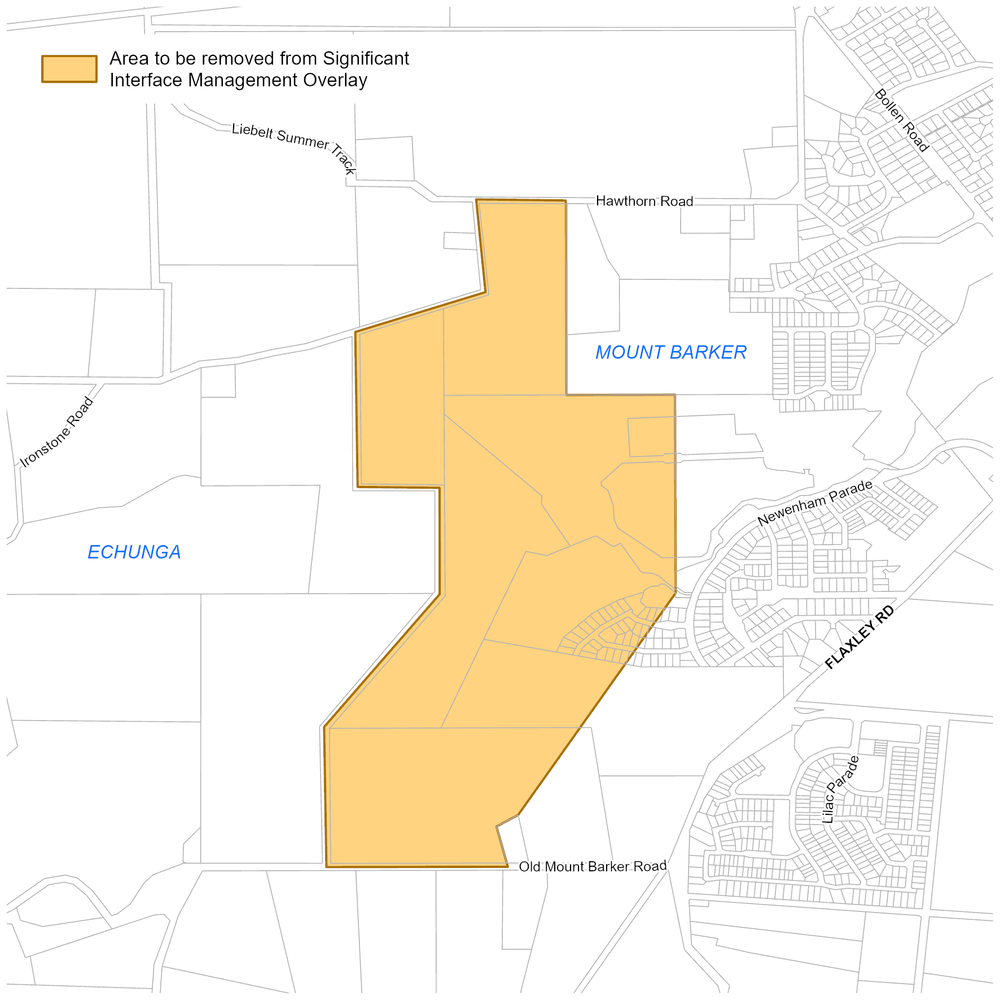 Area to be removed from Significant
Interface Management Overlay
Bollen Road
Liebelt Summer Track
Hawthorn Road
MOUNT BARKER
Ironstone Road
Newenham Parade
ECHUNGA
FLAXLEY RD
Lilac Parade
Old Mount Barker Road